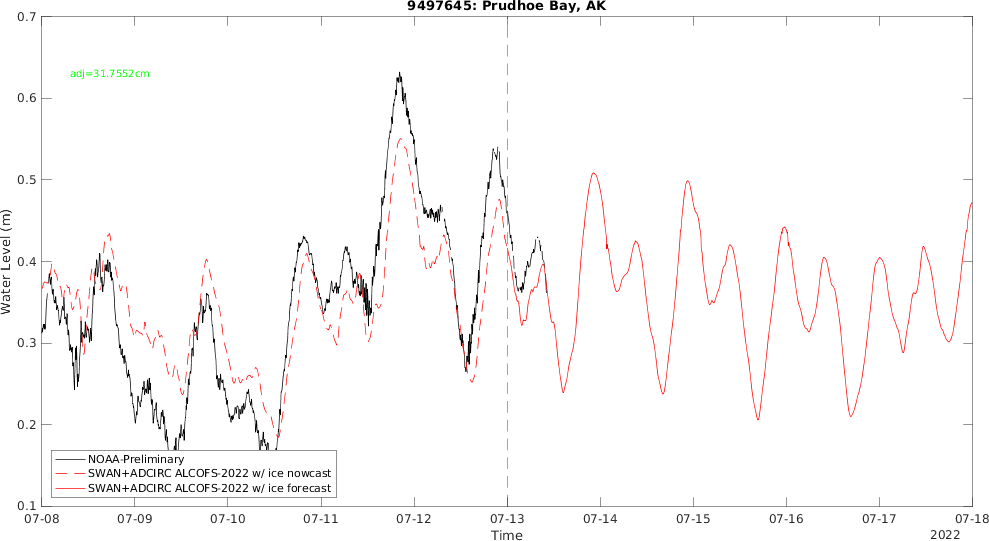 9497645: Prudhoe Bay, AK
0.7
adj=31.7552cm
0.6
0.5
0.4
0.3
0.2
0.1
Water Level (m)
NOAA-Preliminary
SWAN+ADCIRC ALCOFS-2022 w/ ice nowcast
SWAN+ADCIRC ALCOFS-2022 w/ ice forecast
07-08 07-09 07-10 07-11 07-12 07-13 07-14 07-15 07-16 07-17 07-18
Time
2022